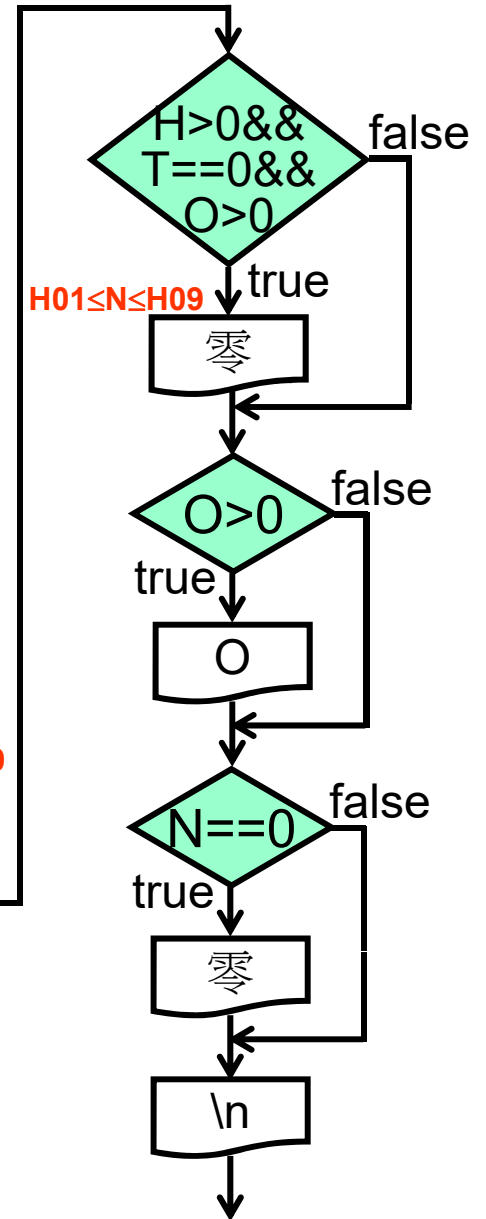 H>0&&
T==0&&
O>0
false
true
H01≤N≤H09
零
O>0
false
true
O
N==0
false
true
零
\n